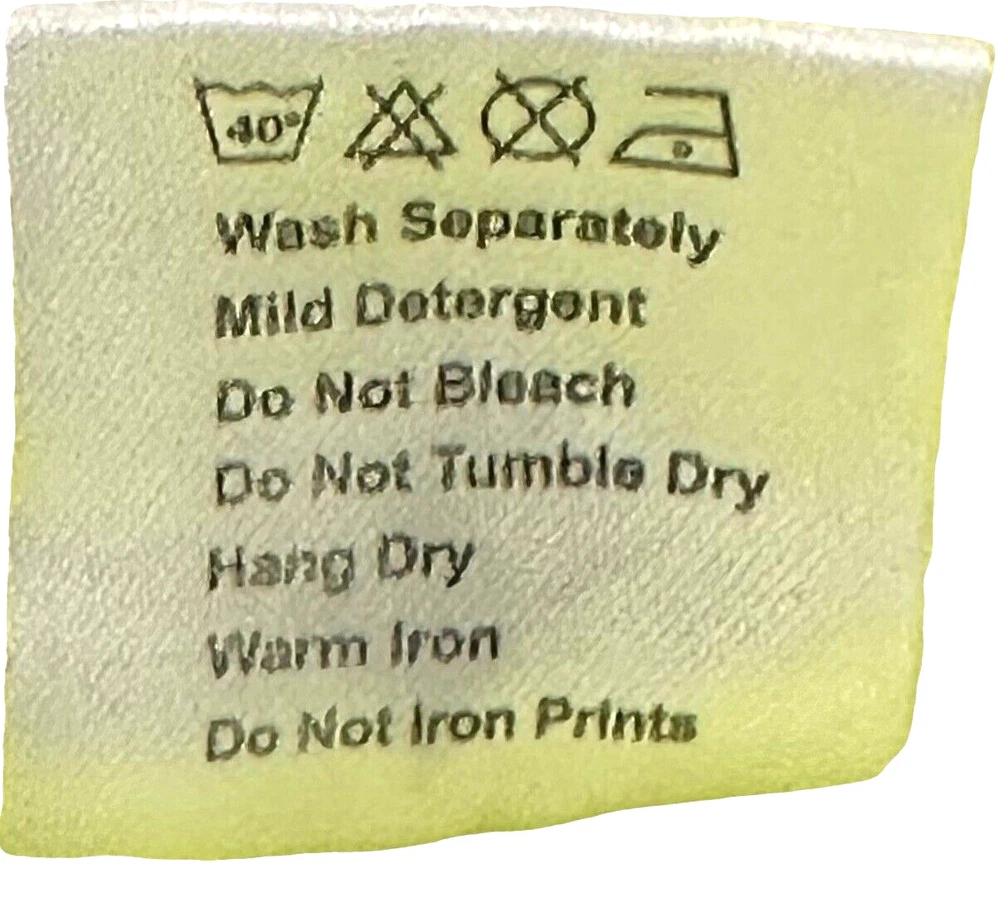 40°
Wash Separately
Mild Detergent
Do Not Bleach
Do Not Tumble Dry
Hang Dry
Warm Iron
Do Not Iron Prints